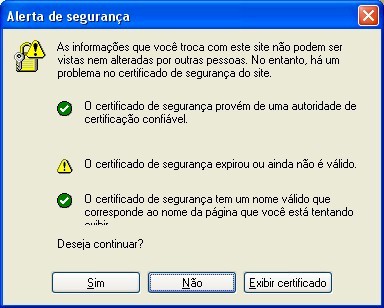 Alerta de segurança
As informações que você troca com este site não podem ser
vistas nem alteradas por outras pessoas. No entanto, há um
problema no certificado de segurança do site.
O certificado de segurança provém de uma autoridade de
certificação confiável.
O certificado de segurança expirou ou ainda não é válido.
O certificado de segurança tem um nome válido que
corresponde ao nome da página que você está tentando
exibir
Deseja continuar?
Sim
Não
Exibir certificado